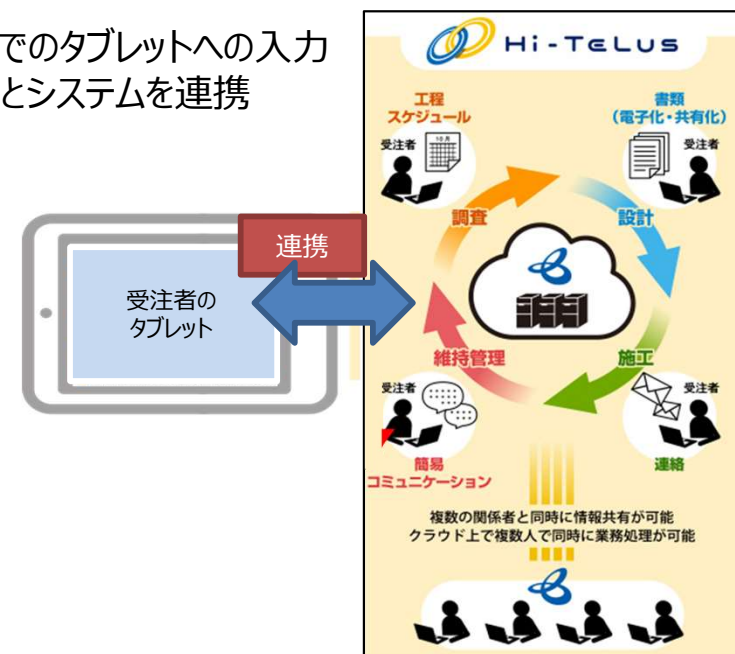 でのタブレットへの入力
とシステムを連携
連携
受注者の
タブレット
Hi-TeLus
工程
スケジュール
受注者
10月
書類
(電子化・共有化)
受注者
調査
設計
維持管理
施工
受注者
簡易
コミュニケーション
受注者
連絡
複数の関係者と同時に情報共有が可能
クラウド上で複数人で同時に業務処理が可能